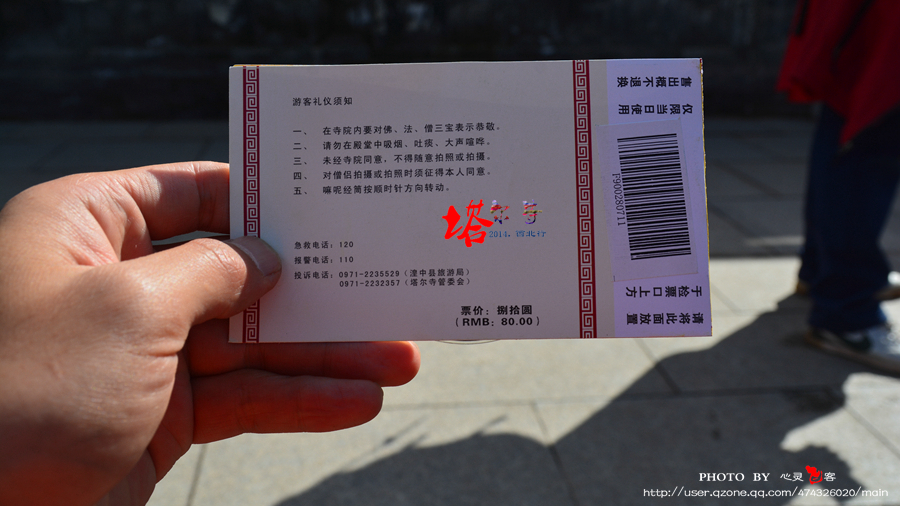 游客礼仪须知
一、 在寺院内要对佛、法、僧三宝表示恭敬。
二、 请勿在殿堂中吸烟、吐痰、大声喧哗。
三、 未经寺院同意，不得随意拍照或拍摄。
四、 对僧侣拍摄或拍照时须征得本人同意。
五、 嘛呢经筒按顺时针方向转动。
塔尔寺
2014. 西北行
急救电话：120
报警电话：110
投诉电话：0971-2235529（湟中县旅游局）
0971-2232357（塔尔寺管委会）
票价：捌拾圆
（RMB：80.00）
售出概不退换
仅限当日使用
F9000280711
请将此面放置
于检票口上方
PHOTO BY 心灵客
http://user.qzone.qq.com/474326020/main